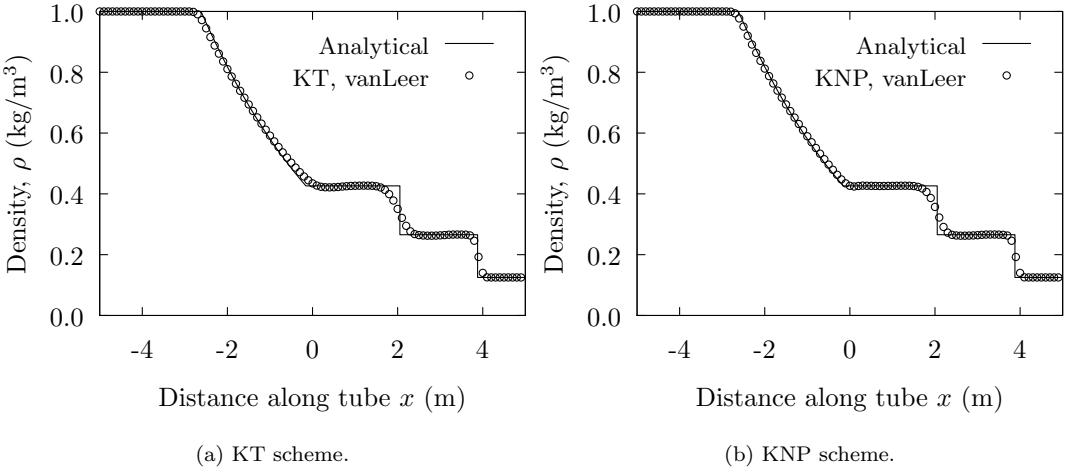 1.0
0.8
0.6
0.4
0.2
0.0
Density, ρ (kg/m³)
Analytical
KT, vanLeer
-4 -2 0 2 4
Distance along tube x (m)
(a) KT scheme.
1.0
0.8
0.6
0.4
0.2
0.0
Density, ρ (kg/m³)
Analytical
KNP, vanLeer
-4 -2 0 2 4
Distance along tube x (m)
(b) KNP scheme.